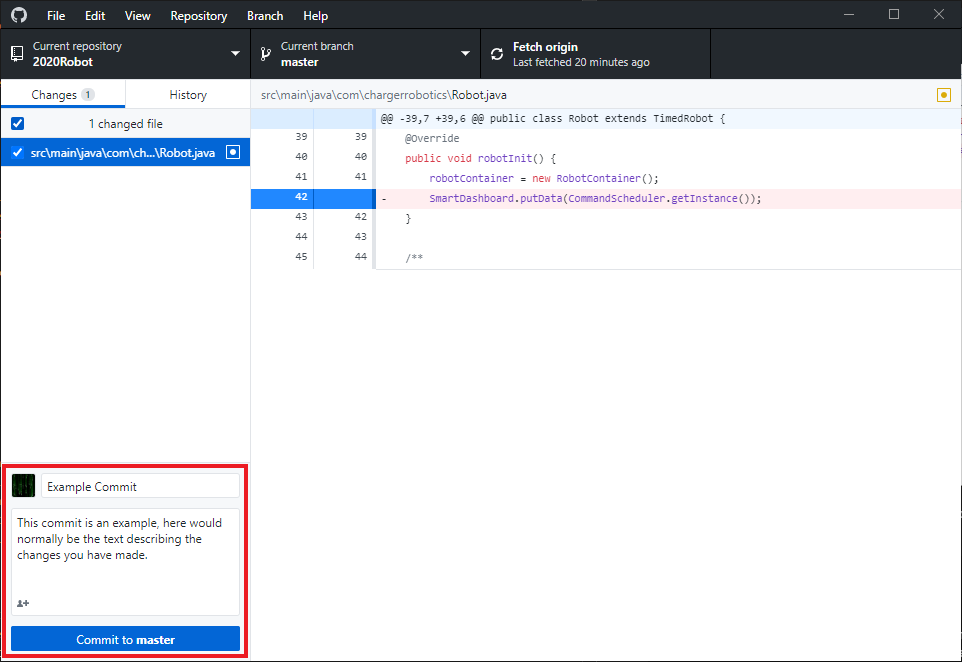 File Edit View Repository Branch Help
Current repository
2020Robot
Current branch
master
Fetch origin
Last fetched 20 minutes ago
Changes 1 History
1 changed file
src\main\java\com\ch...\Robot.java
src\main\java\com\chargerrobotics\Robot.java
@@ -39,7 +39,6 @@ public class Robot extends TimedRobot {
39 39 @Override
40 40 public void robotInit() {
41 41 robotContainer = new RobotContainer();
42 - SmartDashboard.putData(CommandScheduler.getInstance());
43 42 }
44 43
45 44 /**
Example Commit
This commit is an example, here would
normally be the text describing the
changes you have made.
Commit to master